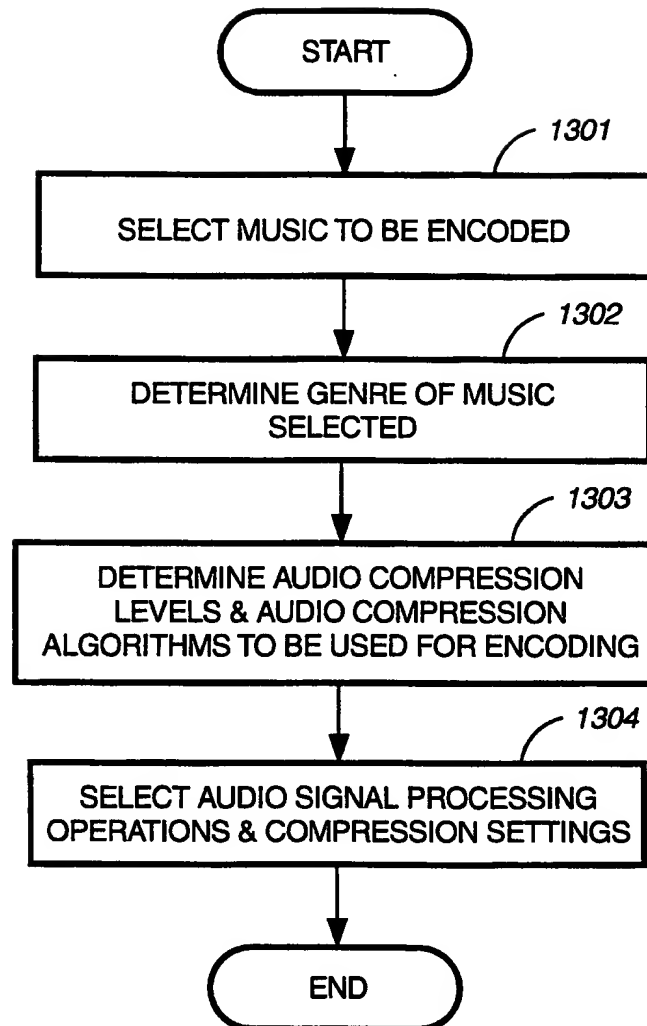 START
1301
SELECT MUSIC TO BE ENCODED
1302
DETERMINE GENRE OF MUSIC
SELECTED
1303
DETERMINE AUDIO COMPRESSION
LEVELS & AUDIO COMPRESSION
ALGORITHMS TO BE USED FOR ENCODING
1304
SELECT AUDIO SIGNAL PROCESSING
OPERATIONS & COMPRESSION SETTINGS
END